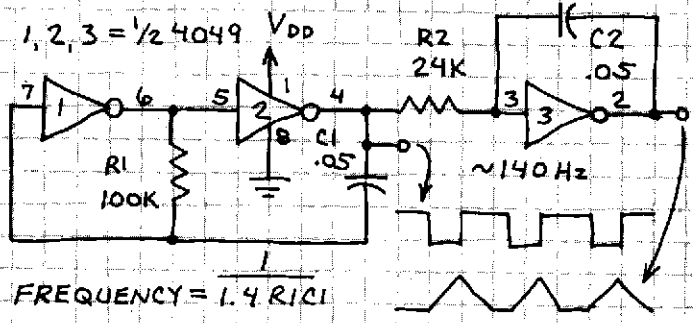 1, 2, 3 = 1/2 4049
VDD
R2
24K
C2
.05
7
1
6
5
2
1
4
8
3
3
2
R1
100K
C1
.05
~140 Hz
FREQUENCY = 1 / 1.4 R1C1